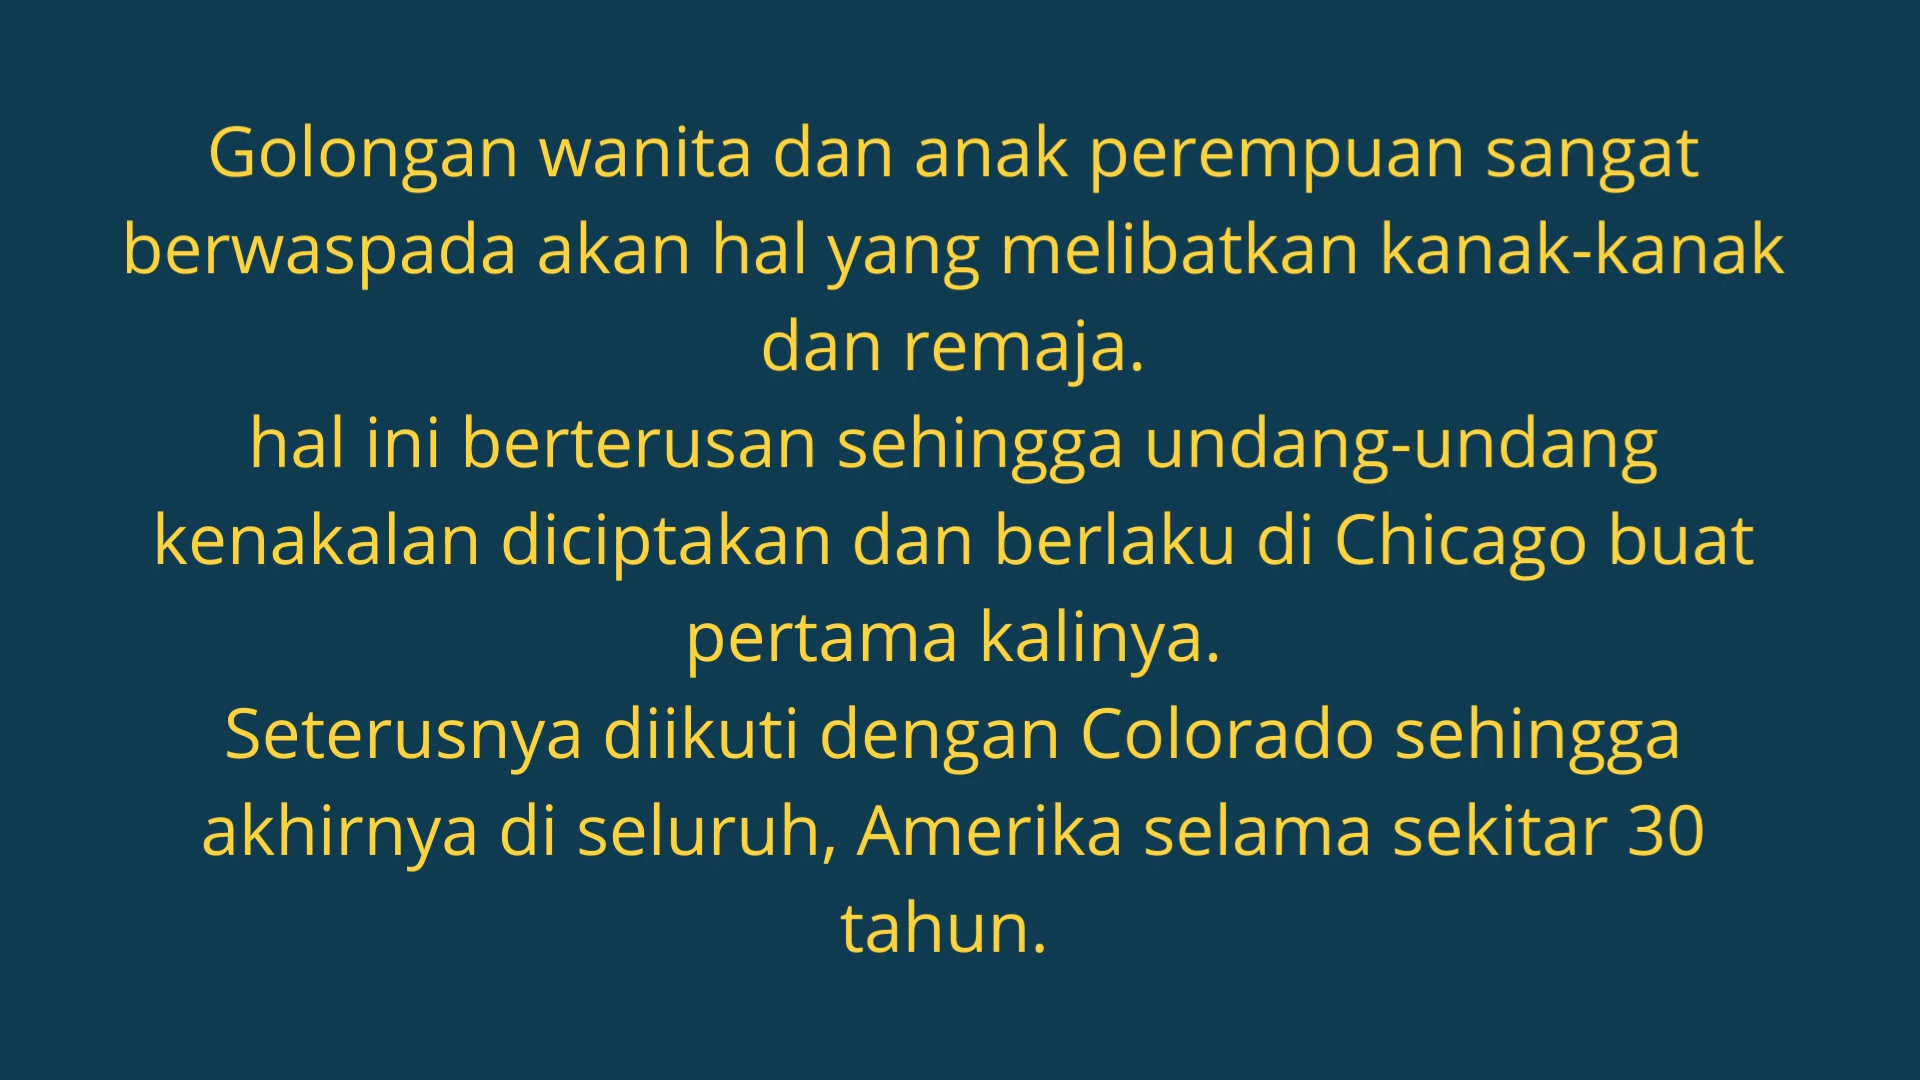 Golongan wanita dan anak perempuan sangat
berwaspada akan hal yang melibatkan kanak-kanak
dan remaja.
hal ini berterusan sehingga undang-undang
kenakalan diciptakan dan berlaku di Chicago buat
pertama kalinya.
Seterusnya diikuti dengan Colorado sehingga
akhirnya di seluruh, Amerika selama sekitar 30
tahun.